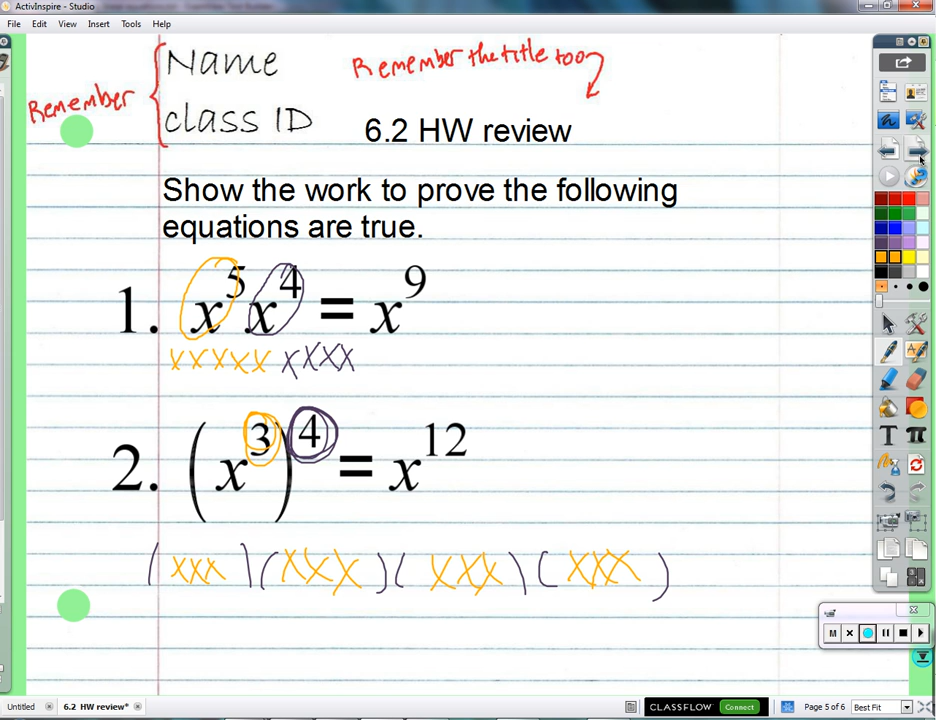 ActivInspire - Studio
File Edit View Insert Tools Help
Name
Remember the title too
Remember
class ID
6.2 HW review
Show the work to prove the following
equations are true.
1. x⁵x⁴ = x⁹
xxxxx xxxx
2. (x³)⁴ = x¹²
(xxx)(xxx)(xxx)(xxx)
M
Untitled 6.2 HW review* CLASSFLOW Connect Page 5 of 6 Best Fit